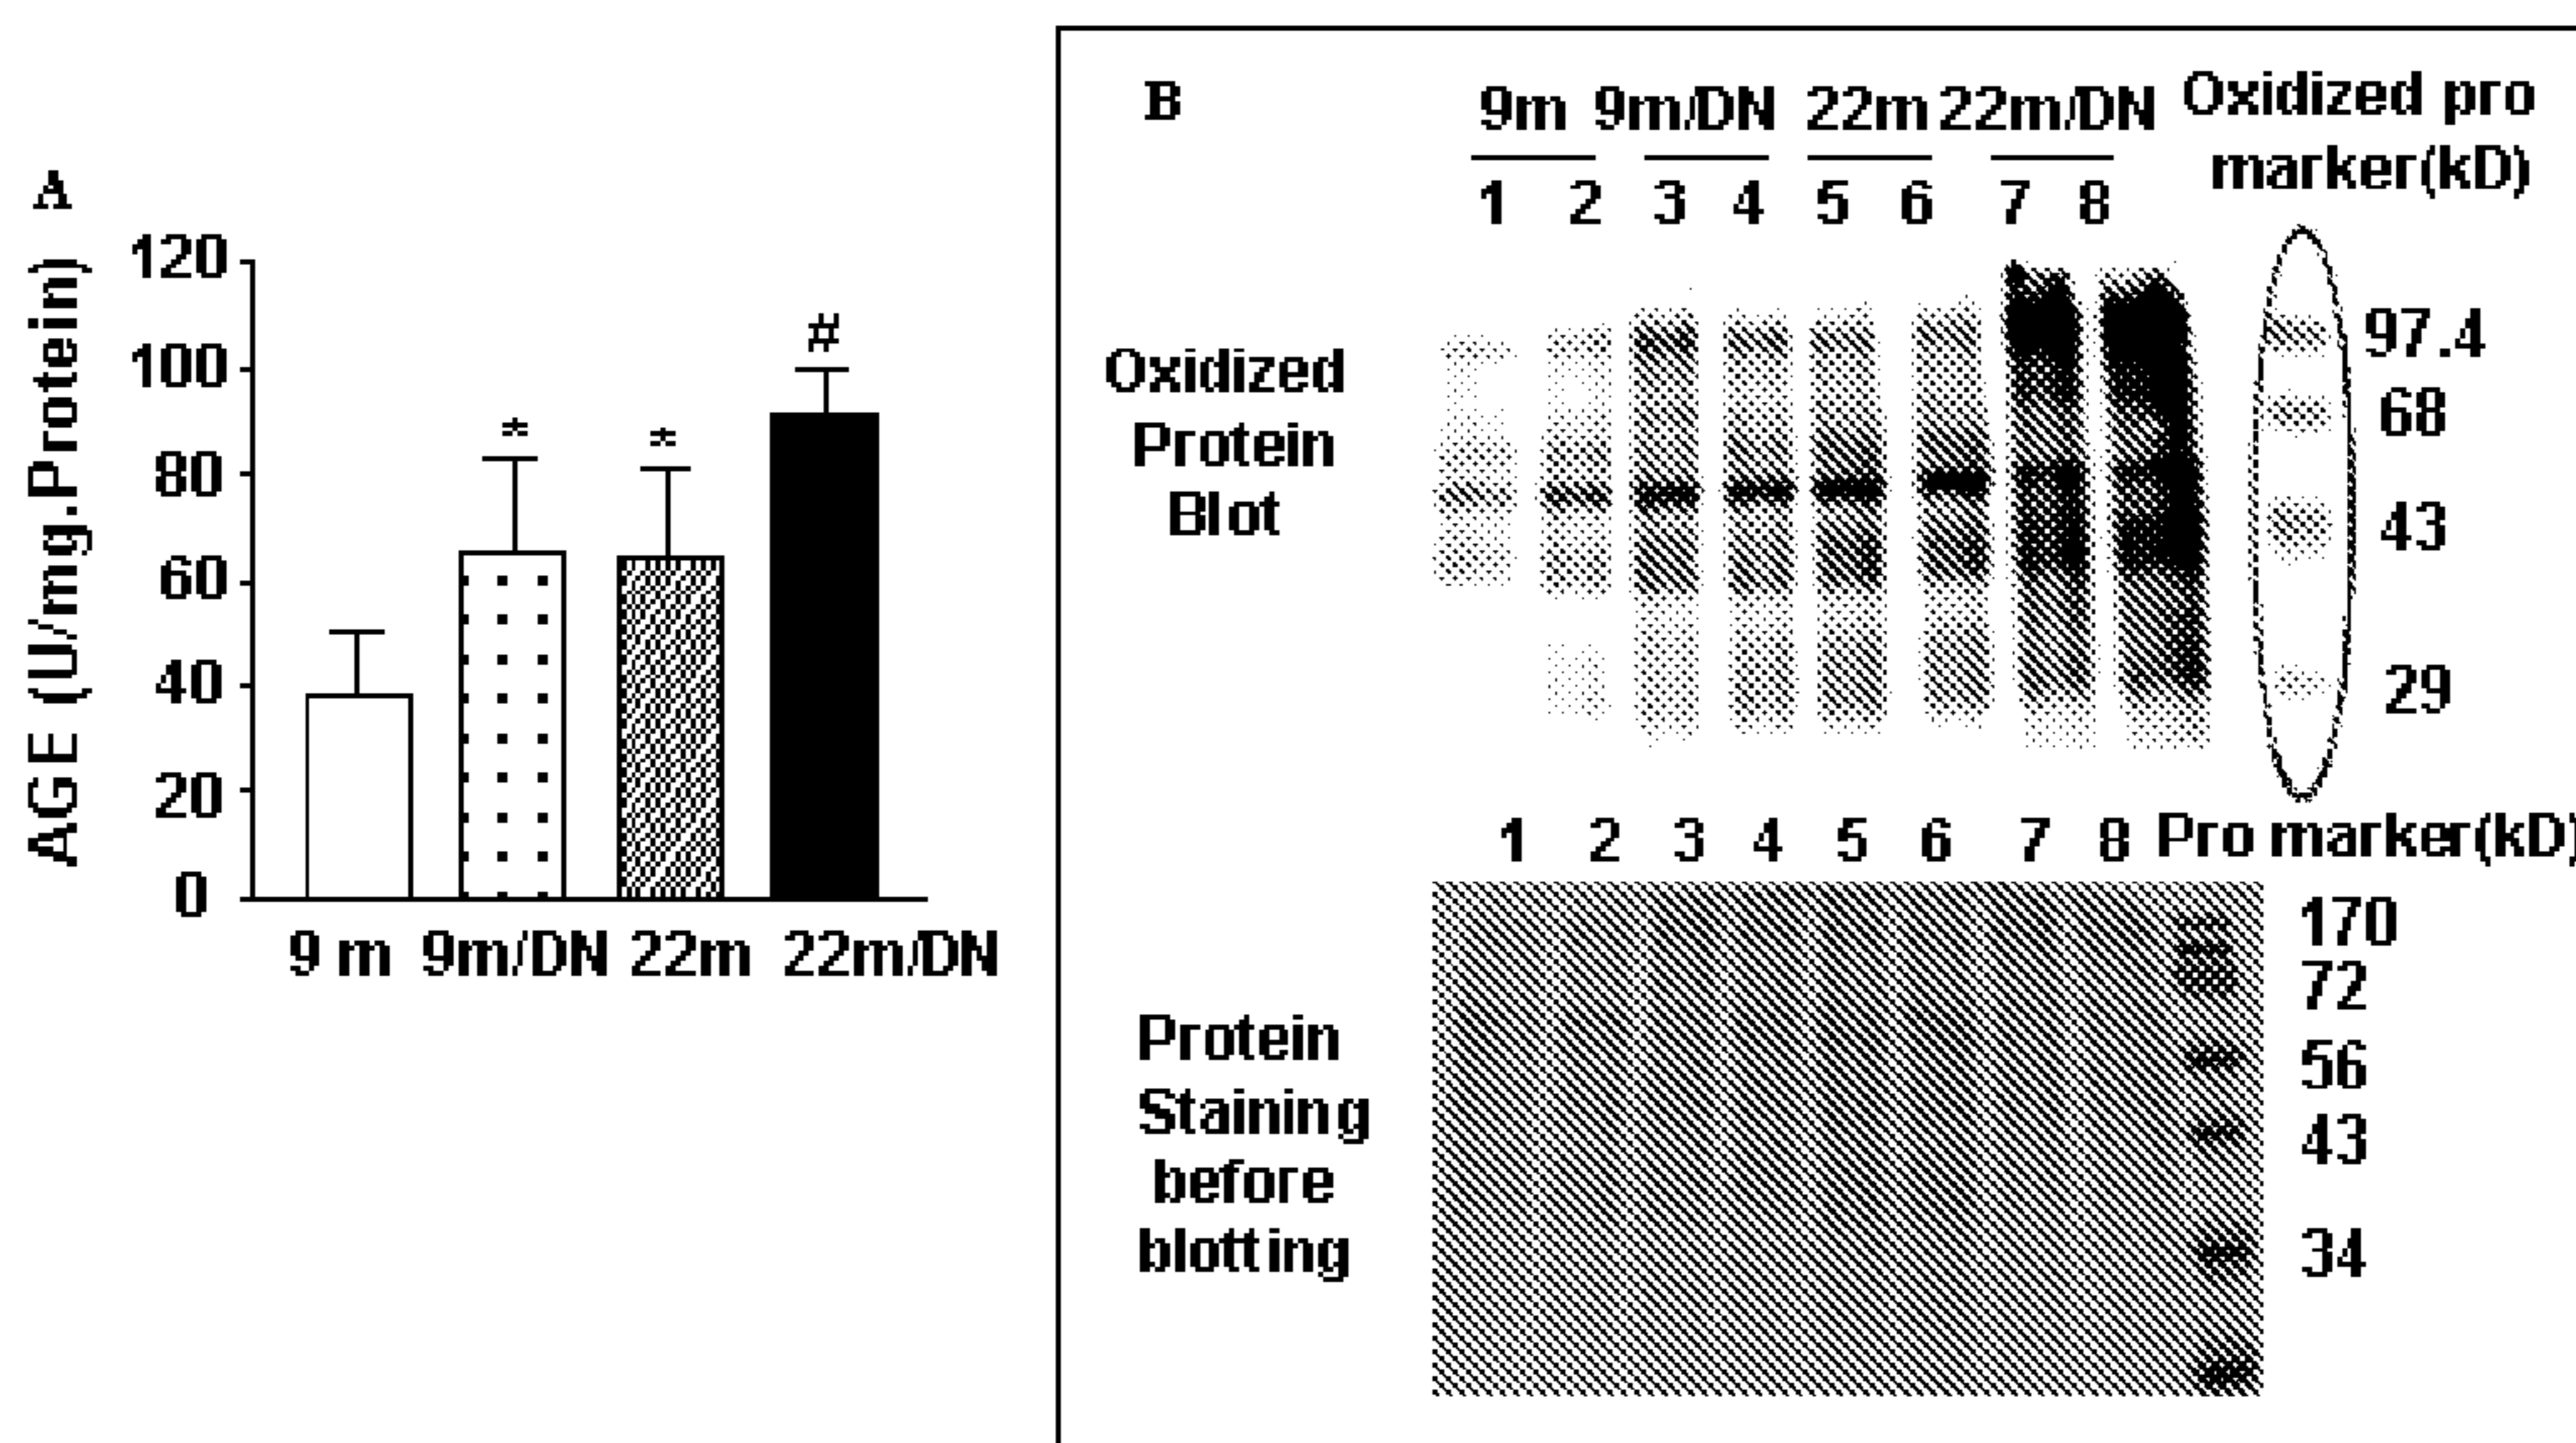 A
AGE (U/mg.Protein)
120
100
80
60
40
20
0
*
*
#
9 m 9m/DN 22m 22m/DN
B
9m 9m/DN 22m 22m/DN
1 2 3 4 5 6 7 8
Oxidized pro
marker(kD)
Oxidized
Protein
Blot
97.4
68
43
29
1 2 3 4 5 6 7 8 Pro marker(kD)
Protein
Staining
before
blotting
170
72
56
43
34